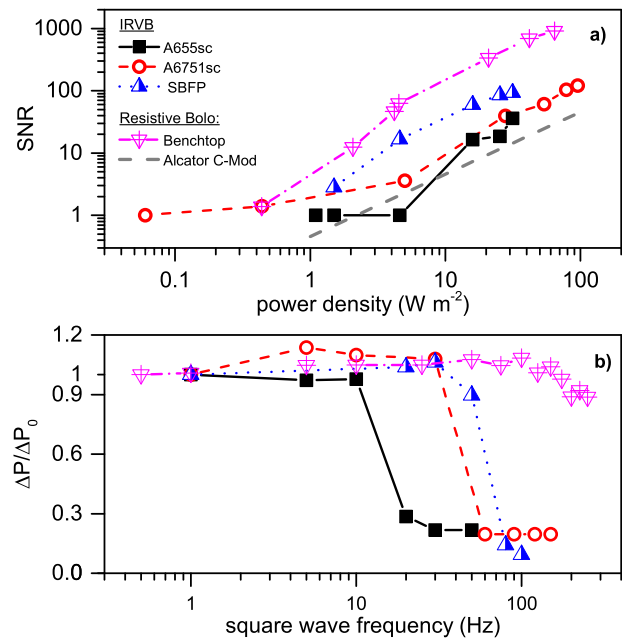 IRVB
A655sc
A6751sc
SBFP
Resistive Bolo:
Benchtop
Alcator C-Mod
a)
SNR
1000
100
10
1
0.1 1 10 100
power density (W m⁻²)
b)
ΔP/ΔP₀
1.2
0.9
0.6
0.3
0.0
1 10 100
square wave frequency (Hz)